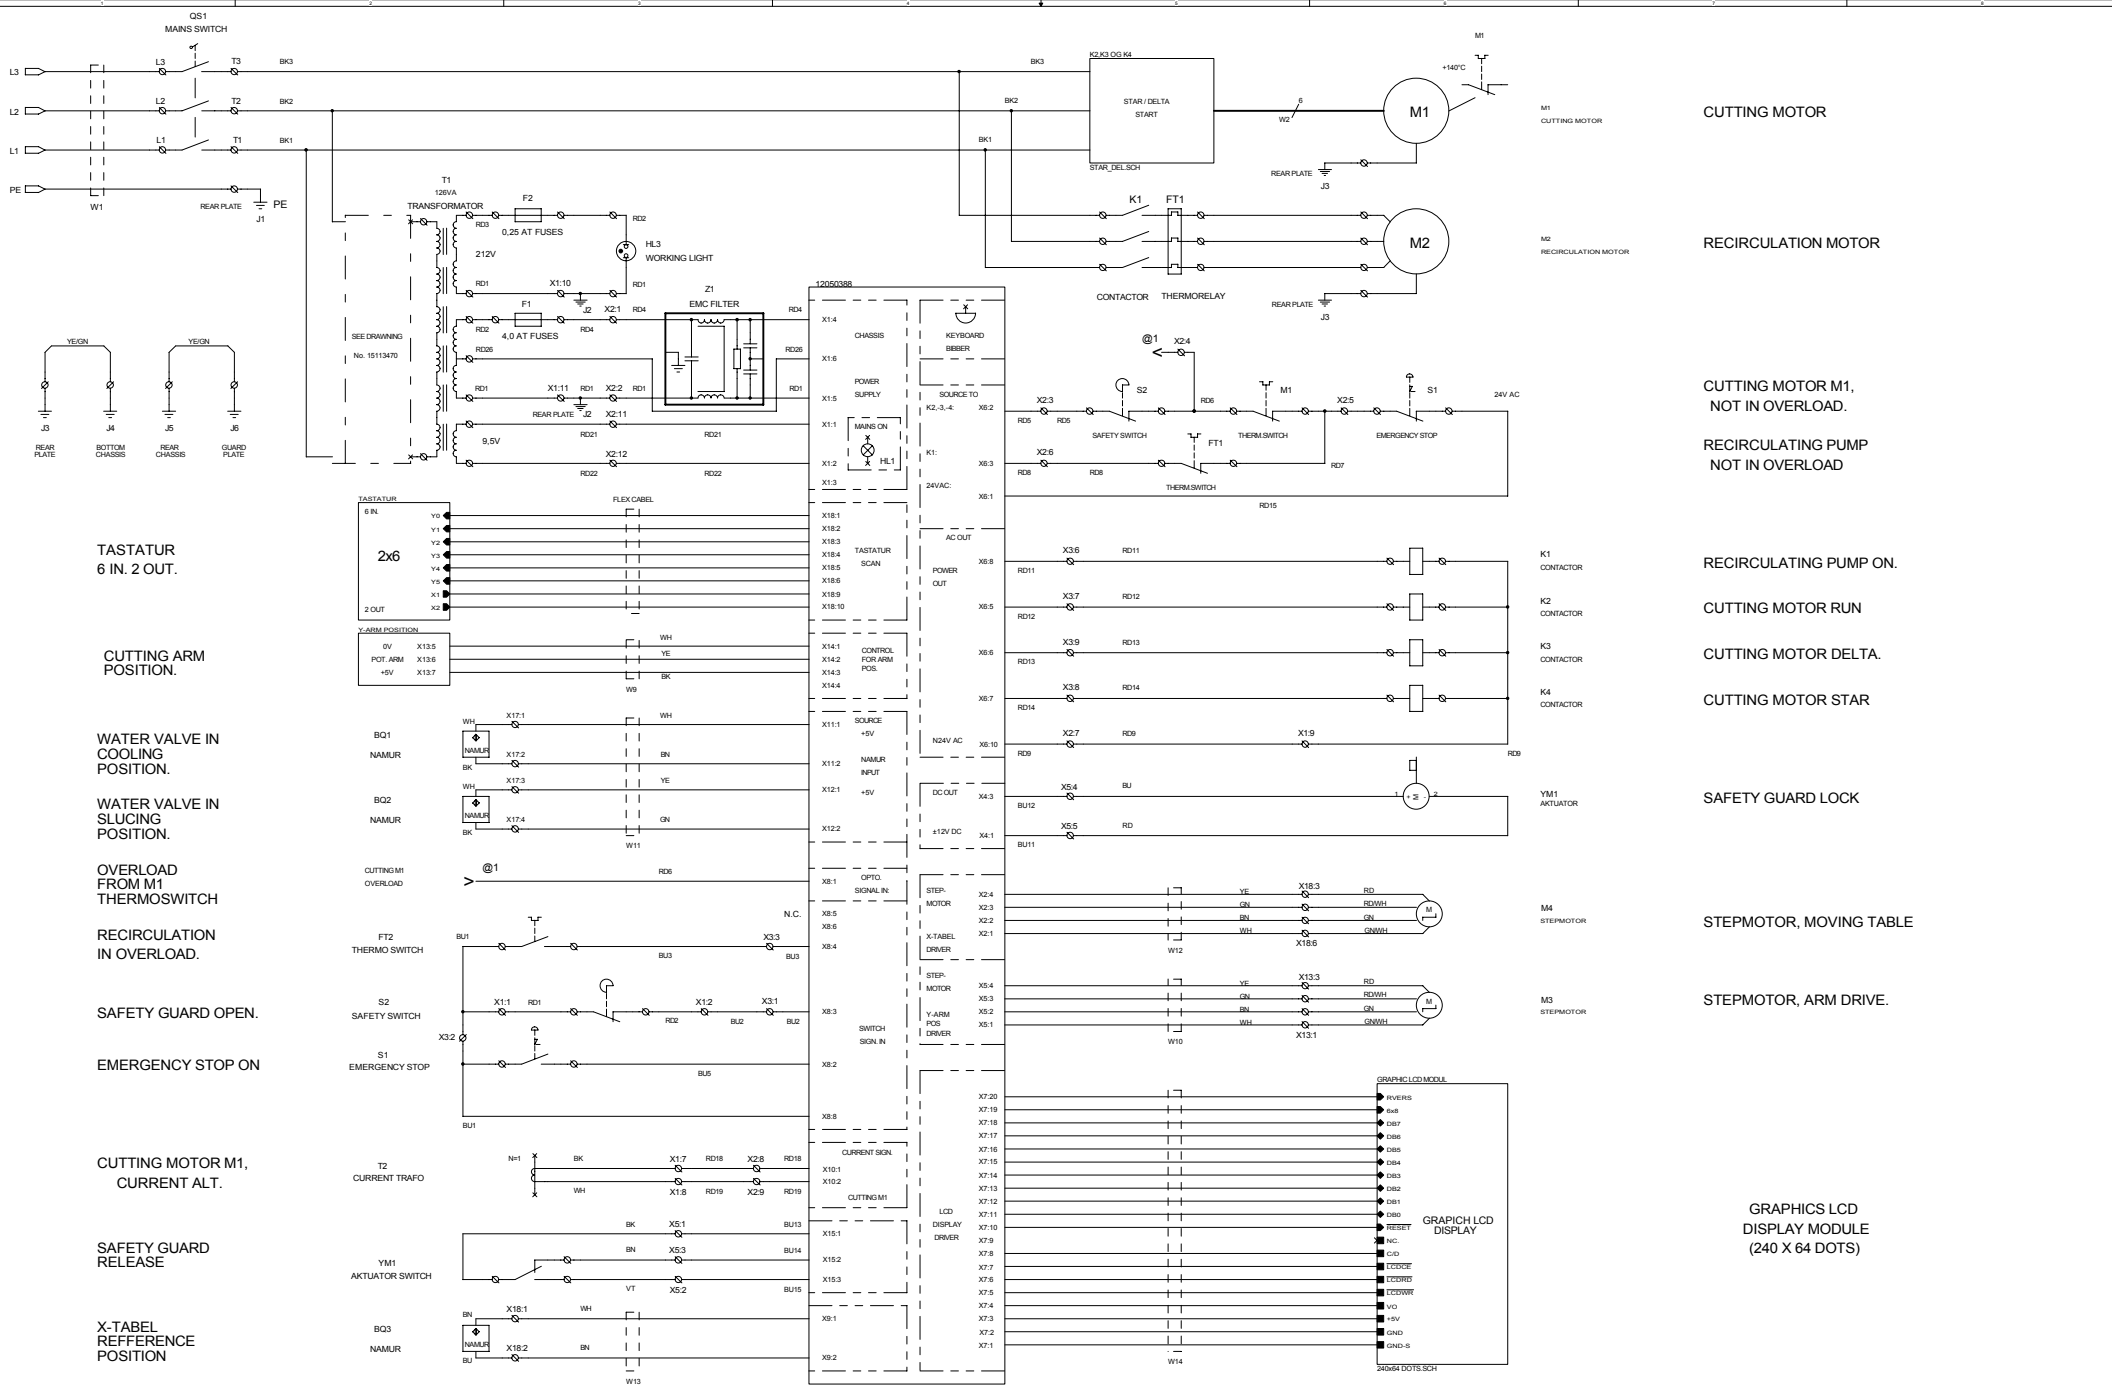 QS1
MAINS SWITCH
L3
L3
T3
BK3
BK3
L2
L2
T2
BK2
BK2
L1
L1
T1
BK1
BK1
PE
W1
REAR PLATE
J1
PE
K2,K3 OG K4
STAR / DELTA
START
STAR_DEL.SCH
6
W2
M1
+140°C
M1
REAR PLATE
J3
M1
CUTTING MOTOR
CUTTING MOTOR
K1
FT1
CONTACTOR
THERMORELAY
M2
REAR PLATE
J3
M2
RECIRCULATION MOTOR
RECIRCULATION MOTOR
T1
126VA
TRANSFORMATOR
F2
RD3
0,25 AT FUSES
RD2
212V
HL3
WORKING LIGHT
RD1
X1:10
RD1
J2
F1
X2:1
RD4
RD2
4,0 AT FUSES
RD4
RD26
SEE DRAWNING
No. 15113470
Z1
EMC FILTER
RD4
RD26
RD1
RD1
X1:11
RD1
X2:2
RD1
REAR PLATE
J2
X2:11
9,5V
RD21
RD21
X2:12
RD22
RD22
YE/GN
YE/GN
J3
J4
J5
J6
REAR
PLATE
BOTTOM
CHASSIS
REAR
CHASSIS
GUARD
PLATE
12050388
X1:4
CHASSIS
X1:6
POWER
SUPPLY
X1:5
X1:1
MAINS ON
HL1
X1:2
X1:3
KEYBOARD
BIBBER
SOURCE TO
K2,-3,-4:
X6:2
K1:
X6:3
24VAC:
X6:1
@1
X2:4
X2:3
RD5
RD5
S2
SAFETY SWITCH
RD6
M1
THERM.SWITCH
X2:5
S1
EMERGENCY STOP
24V AC
X2:6
RD8
RD8
FT1
THERM.SWITCH
RD7
RD15
CUTTING MOTOR M1,
NOT IN OVERLOAD.
RECIRCULATING PUMP
NOT IN OVERLOAD
TASTATUR
6 IN. 2 OUT.
TASTATUR
6 IN.
2x6
2 OUT
Y0
Y1
Y2
Y3
Y4
Y5
X1
X2
FLEX CABEL
X18:1
X18:2
X18:3
X18:4
X18:5
X18:6
X18:9
X18:10
TASTATUR
SCAN
AC OUT
POWER
OUT
X6:8
X6:5
X6:6
X6:7
N24V AC
X6:10
X3:6
RD11
RD11
K1
CONTACTOR
RECIRCULATING PUMP ON.
X3:7
RD12
RD12
K2
CONTACTOR
CUTTING MOTOR RUN
X3:9
RD13
RD13
K3
CONTACTOR
CUTTING MOTOR DELTA.
X3:8
RD14
RD14
K4
CONTACTOR
CUTTING MOTOR STAR
X2:7
RD9
RD9
X1:9
RD9
CUTTING ARM
POSITION.
Y-ARM POSITION
0V X13:5
POT. ARM X13:6
+5V X13:7
WH
YE
BK
W9
X14:1
X14:2
X14:3
X14:4
CONTROL
FOR ARM
POS.
WATER VALVE IN
COOLING
POSITION.
BQ1
NAMUR
WH
X17:1
WH
NAMUR
BK
X17:2
BN
X11:1
SOURCE
+5V
X11:2
NAMUR
INPUT
WATER VALVE IN
SLUCING
POSITION.
BQ2
NAMUR
WH
X17:3
YE
NAMUR
BK
X17:4
GN
W11
X12:1
+5V
X12:2
DC OUT
X4:3
±12V DC
X4:1
X5:4
BU
BU12
1
+ M -
2
X5:5
RD
BU11
YM1
AKTUATOR
SAFETY GUARD LOCK
OVERLOAD
FROM M1
THERMOSWITCH
CUTTING M1
OVERLOAD
@1
RD6
X8:1
OPTO.
SIGNAL IN:
RECIRCULATION
IN OVERLOAD.
FT2
THERMO SWITCH
BU1
BU3
X3:3
BU3
N.C.
X8:5
X8:6
X8:4
SAFETY GUARD OPEN.
S2
SAFETY SWITCH
X1:1
RD1
RD2
X1:2
BU2
X3:1
BU2
X8:3
SWITCH
SIGN. IN
X3:2
EMERGENCY STOP ON
S1
EMERGENCY STOP
BU5
X8:2
BU1
X8:8
STEP-
MOTOR
X-TABEL
DRIVER
X2:4
X2:3
X2:2
X2:1
YE
GN
BN
WH
W12
X18:3
X18:6
RD
RD/WH
GN
GN/WH
M
M4
STEPMOTOR
STEPMOTOR, MOVING TABLE
STEP-
MOTOR
Y-ARM
POS
DRIVER
X5:4
X5:3
X5:2
X5:1
YE
GN
BN
WH
W10
X13:3
X13:1
RD
RD/WH
GN
GN/WH
M
M3
STEPMOTOR
STEPMOTOR, ARM DRIVE.
CUTTING MOTOR M1,
CURRENT ALT.
T2
CURRENT TRAFO
N=1
BK
X1:7
RD18
X2:8
RD18
WH
X1:8
RD19
X2:9
RD19
X10:1
X10:2
CURRENT SIGN.
CUTTING M1
SAFETY GUARD
RELEASE
YM1
AKTUATOR SWITCH
BK
X5:1
BU13
BN
X5:3
BU14
VT
X5:2
BU15
X15:1
X15:2
X15:3
X-TABEL
REFFERENCE
POSITION
BQ3
NAMUR
BN
X18:1
WH
NAMUR
BU
X18:2
BN
W13
X9:1
X9:2
LCD
DISPLAY
DRIVER
X7:20
X7:19
X7:18
X7:17
X7:16
X7:15
X7:14
X7:13
X7:12
X7:11
X7:10
X7:9
X7:8
X7:7
X7:6
X7:5
X7:4
X7:3
X7:2
X7:1
W14
GRAPHIC LCD MODUL
RVERS
6x8
DB7
DB6
DB5
DB4
DB3
DB2
DB1
DB0
RESET
NC.
C/D
LCDCE
LCDRD
LCDWR
VO
+5V
GND
GND-S
GRAPICH LCD
DISPLAY
240x64 DOTS.SCH
GRAPHICS LCD
DISPLAY MODULE
(240 X 64 DOTS)